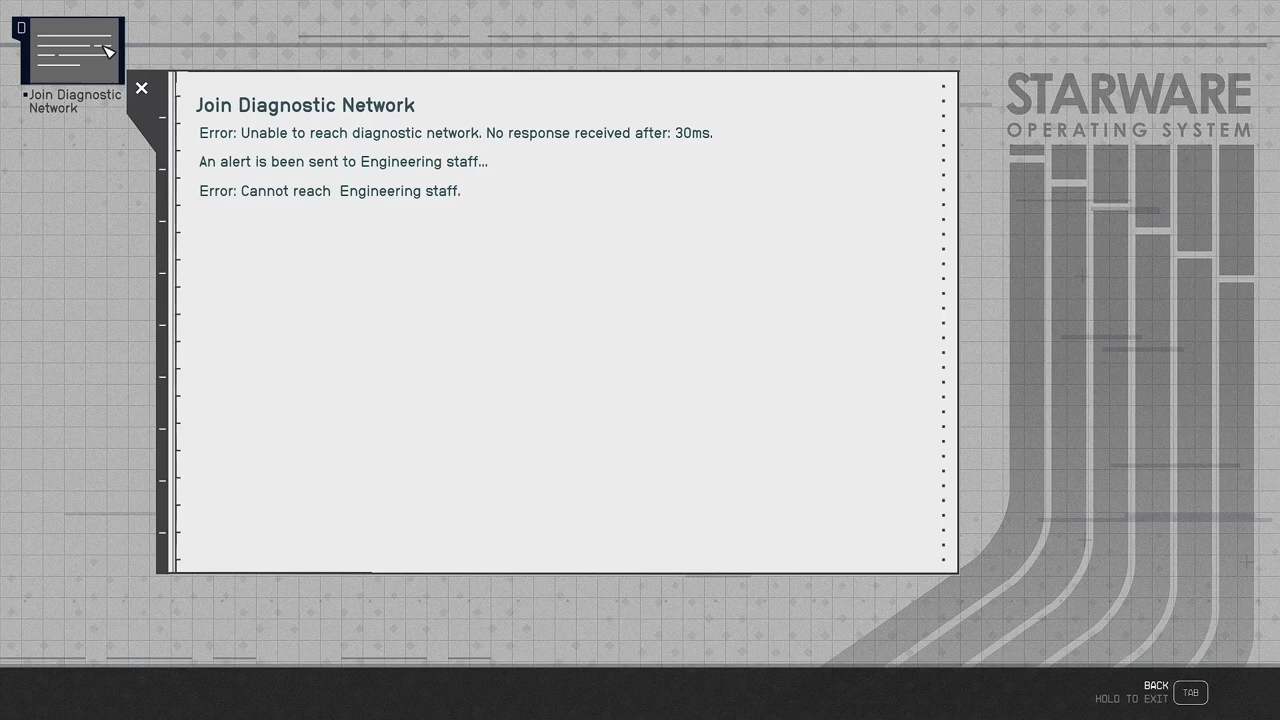 D
Join Diagnostic
Network
Join Diagnostic Network
Error: Unable to reach diagnostic network. No response received after: 30ms.
An alert is been sent to Engineering staff...
Error: Cannot reach  Engineering staff.
STARWARE
OPERATING SYSTEM
BACK
HOLD TO EXIT
TAB